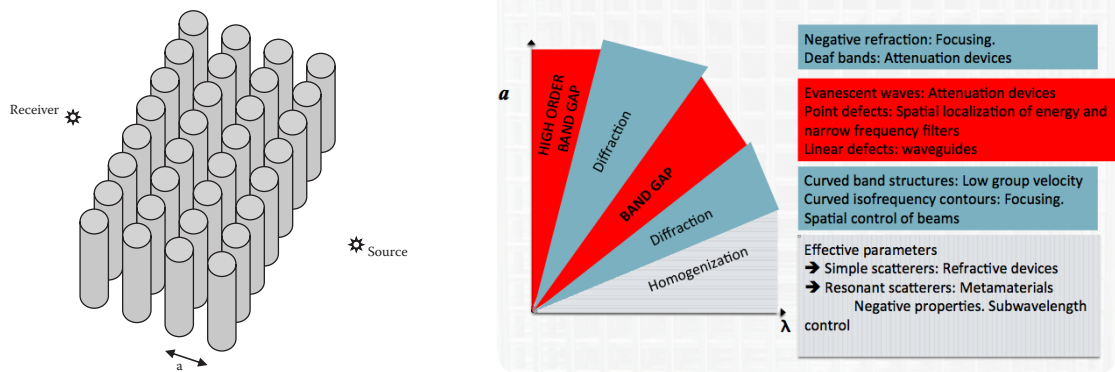 Receiver
Source
a
a
HIGH ORDER
BAND GAP
Diffraction
BAND GAP
Diffraction
Homogenization
λ
Negative refraction: Focusing.
Deaf bands: Attenuation devices
Evanescent waves: Attenuation devices
Point defects: Spatial localization of energy and
narrow frequency filters
Linear defects: waveguides
Curved band structures: Low group velocity
Curved isofrequency contours: Focusing.
Spatial control of beams
Effective parameters
➔ Simple scatterers: Refractive devices
➔ Resonant scatterers: Metamaterials
Negative properties. Subwavelength
control